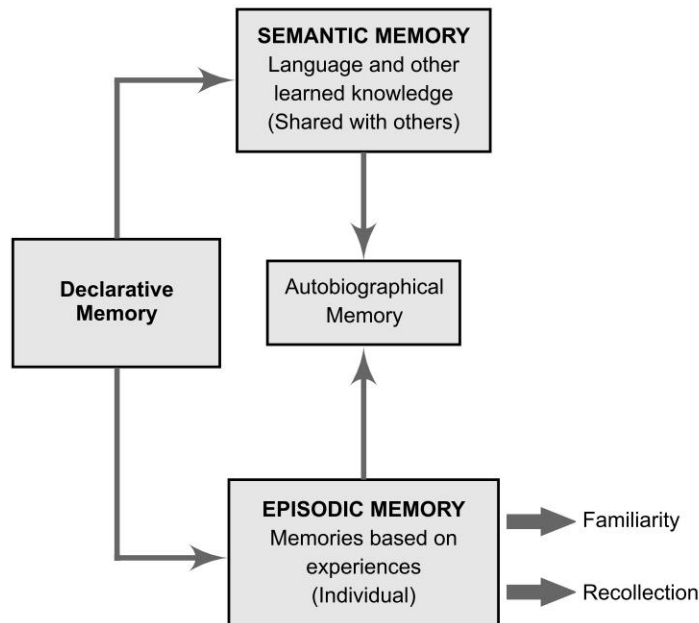 SEMANTIC MEMORY
Language and other
learned knowledge
(Shared with others)
Declarative
Memory
Autobiographical
Memory
EPISODIC MEMORY
Memories based on
experiences
(Individual)
Familiarity
Recollection